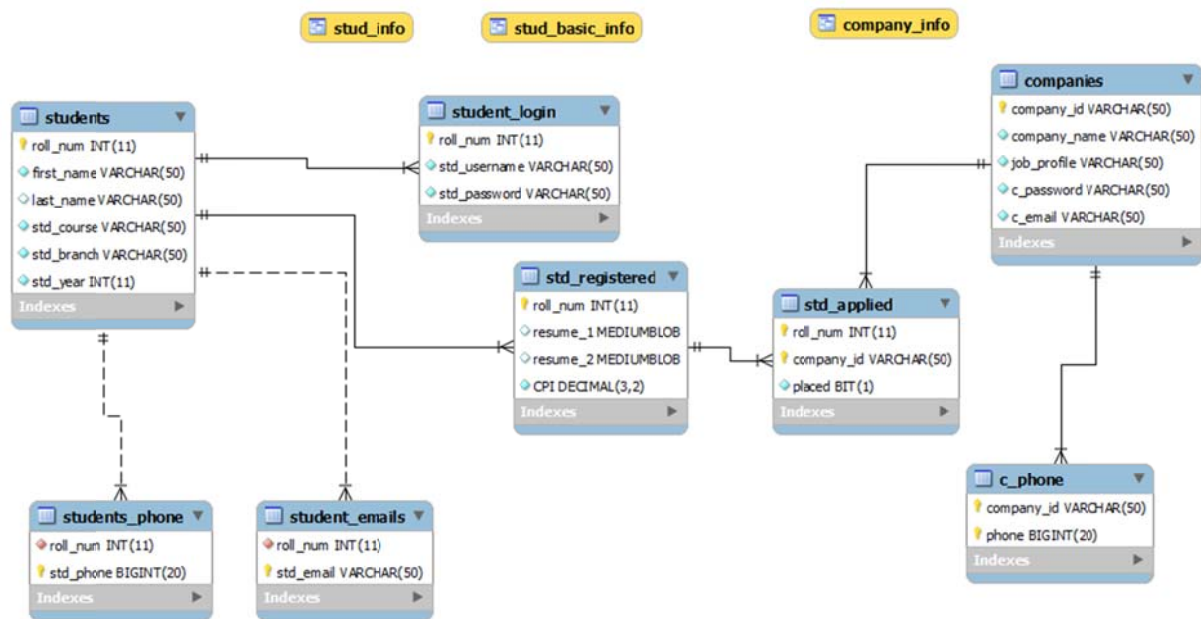 stud_info
stud_basic_info
company_info
students
roll_num INT(11)
first_name VARCHAR(50)
last_name VARCHAR(50)
std_course VARCHAR(50)
std_branch VARCHAR(50)
std_year INT(11)
Indexes
student_login
roll_num INT(11)
std_username VARCHAR(50)
std_password VARCHAR(50)
Indexes
companies
company_id VARCHAR(50)
company_name VARCHAR(50)
job_profile VARCHAR(50)
c_password VARCHAR(50)
c_email VARCHAR(50)
Indexes
std_registered
roll_num INT(11)
resume_1 MEDIUMBLOB
resume_2 MEDIUMBLOB
CPI DECIMAL(3,2)
Indexes
std_applied
roll_num INT(11)
company_id VARCHAR(50)
placed BIT(1)
Indexes
students_phone
roll_num INT(11)
std_phone BIGINT(20)
Indexes
student_emails
roll_num INT(11)
std_email VARCHAR(50)
Indexes
c_phone
company_id VARCHAR(50)
phone BIGINT(20)
Indexes